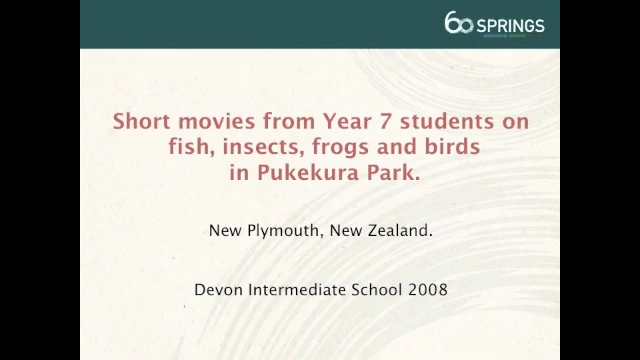 60 SPRINGS
Short movies from Year 7 students on
fish, insects, frogs and birds
in Pukekura Park.
New Plymouth, New Zealand.
Devon Intermediate School 2008